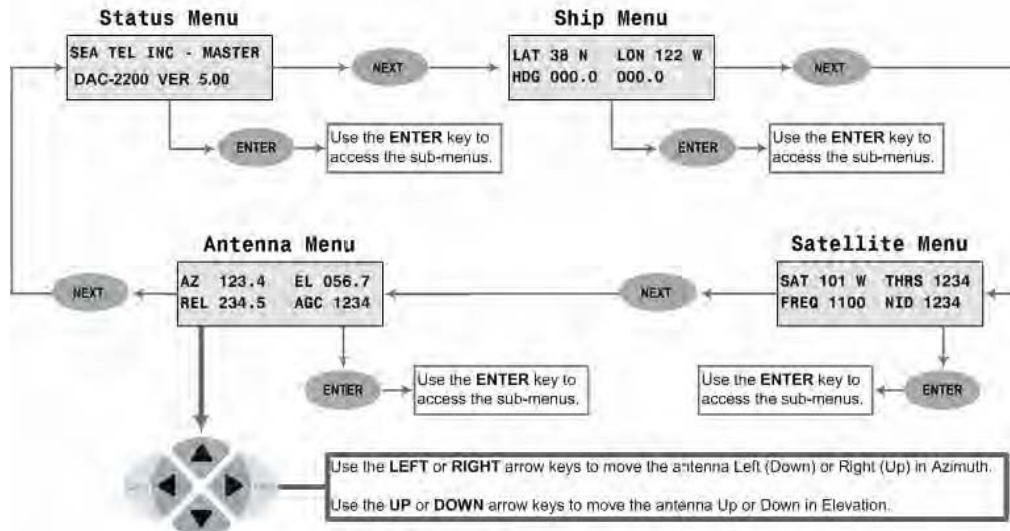 Status Menu
SEA TEL INC - MASTER
DAC-2200 VER 5.00
NEXT
ENTER
Use the ENTER key to
access the sub-menus.
Ship Menu
LAT 38 N LON 122 W
HDG 000.0 000.0
NEXT
ENTER
Use the ENTER key to
access the sub-menus.
Antenna Menu
AZ 123.4 EL 056.7
REL 234.5 AGC 1234
NEXT
ENTER
Use the ENTER key to
access the sub-menus.
NEXT
Satellite Menu
SAT 101 W THRS 1234
FREQ 1100 NID 1234
Use the ENTER key to
access the sub-menus.
ENTER
Use the LEFT or RIGHT arrow keys to move the antenna Left (Down) or Right (Up) in Azimuth.
Use the UP or DOWN arrow keys to move the antenna Up or Down in Elevation.